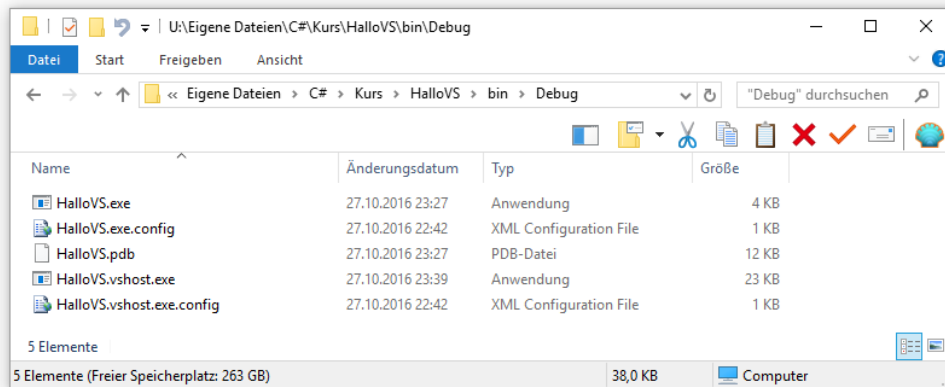 U:\Eigene Dateien\C#\Kurs\HalloVS\bin\Debug
Datei Start Freigeben Ansicht
« Eigene Dateien > C# > Kurs > HalloVS > bin > Debug "Debug" durchsuchen
Name Änderungsdatum Typ Größe
HalloVS.exe 27.10.2016 23:27 Anwendung 4 KB
HalloVS.exe.config 27.10.2016 22:42 XML Configuration File 1 KB
HalloVS.pdb 27.10.2016 23:27 PDB-Datei 12 KB
HalloVS.vshost.exe 27.10.2016 23:39 Anwendung 23 KB
HalloVS.vshost.exe.config 27.10.2016 22:42 XML Configuration File 1 KB
5 Elemente
5 Elemente (Freier Speicherplatz: 263 GB) 38,0 KB Computer